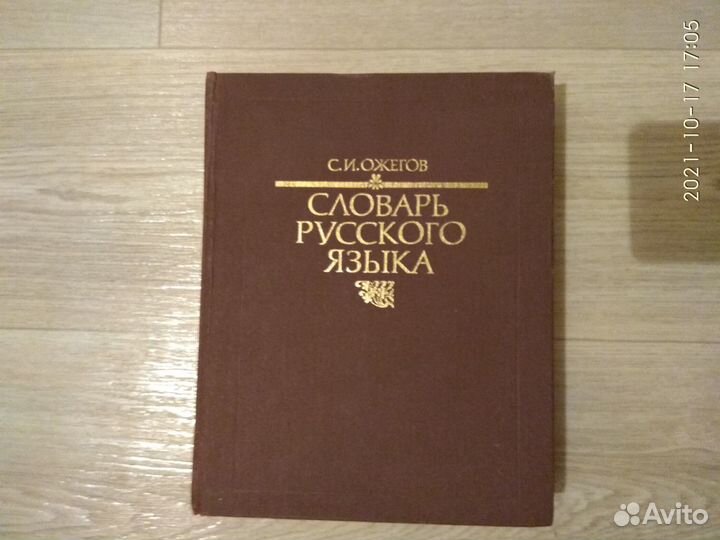 С.И.ОЖЕГОВ
СЛОВАРЬ
РУССКОГО
ЯЗЫКА
2021-10-17 17:05
Avito